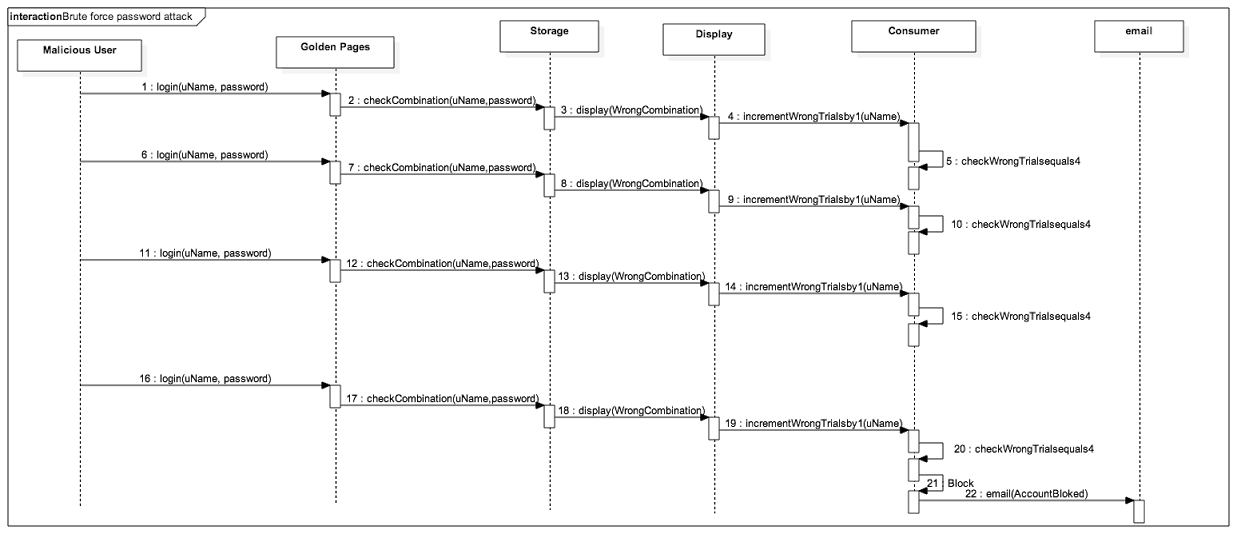 interactionBrute force password attack
Malicious User
Golden Pages
Storage
Display
Consumer
email
1 : login(uName, password)
2 : checkCombination(uName,password)
3 : display(WrongCombination)
4 : incrementWrongTrialsby1(uName)
5 : checkWrongTrialsequals4
6 : login(uName, password)
7 : checkCombination(uName,password)
8 : display(WrongCombination)
9 : incrementWrongTrialsby1(uName)
10 : checkWrongTrialsequals4
11 : login(uName, password)
12 : checkCombination(uName,password)
13 : display(WrongCombination)
14 : incrementWrongTrialsby1(uName)
15 : checkWrongTrialsequals4
16 : login(uName, password)
17 : checkCombination(uName,password)
18 : display(WrongCombination)
19 : incrementWrongTrialsby1(uName)
20 : checkWrongTrialsequals4
21 : Block
22 : email(AccountBloked)